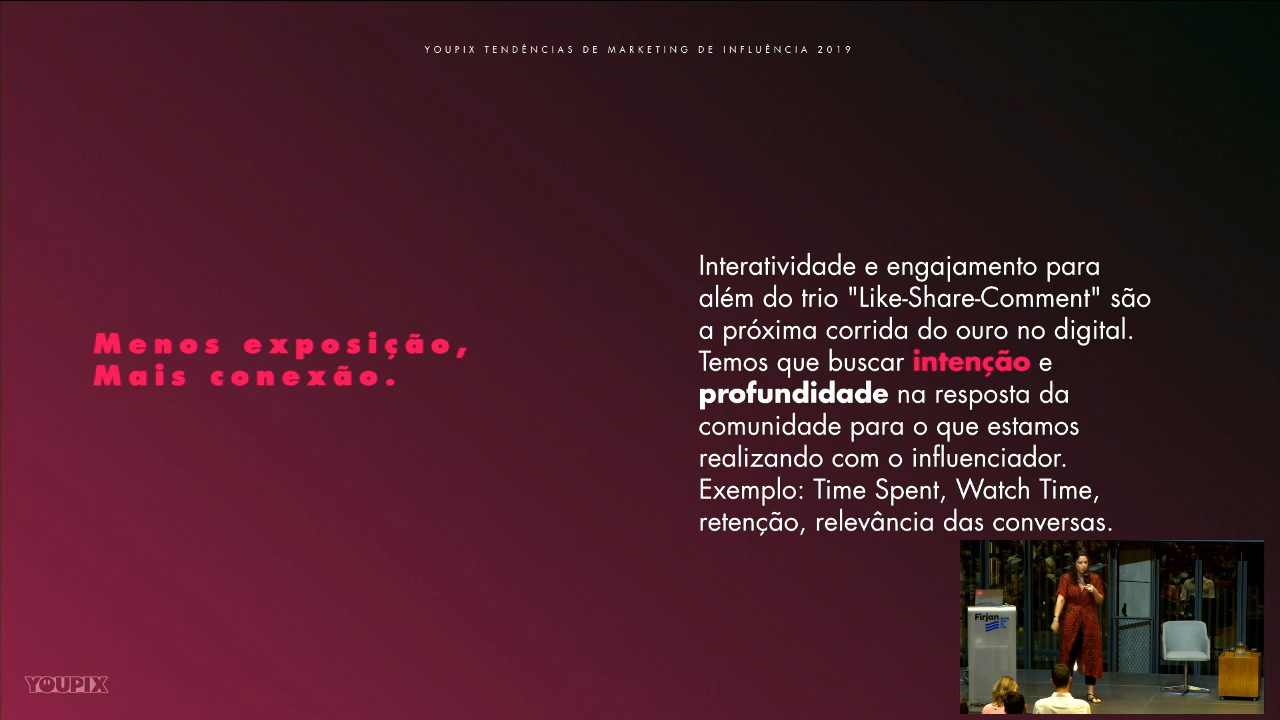 YOUPIX TENDÊNCIAS DE MARKETING DE INFLUÊNCIA 2019
Menos exposição,
Mais conexão.
Interatividade e engajamento para
além do trio "Like-Share-Comment" são
a próxima corrida do ouro no digital.
Temos que buscar intenção e
profundidade na resposta da
comunidade para o que estamos
realizando com o influenciador.
Exemplo: Time Spent, Watch Time,
retenção, relevância das conversas.
Firjan
YOUPIX